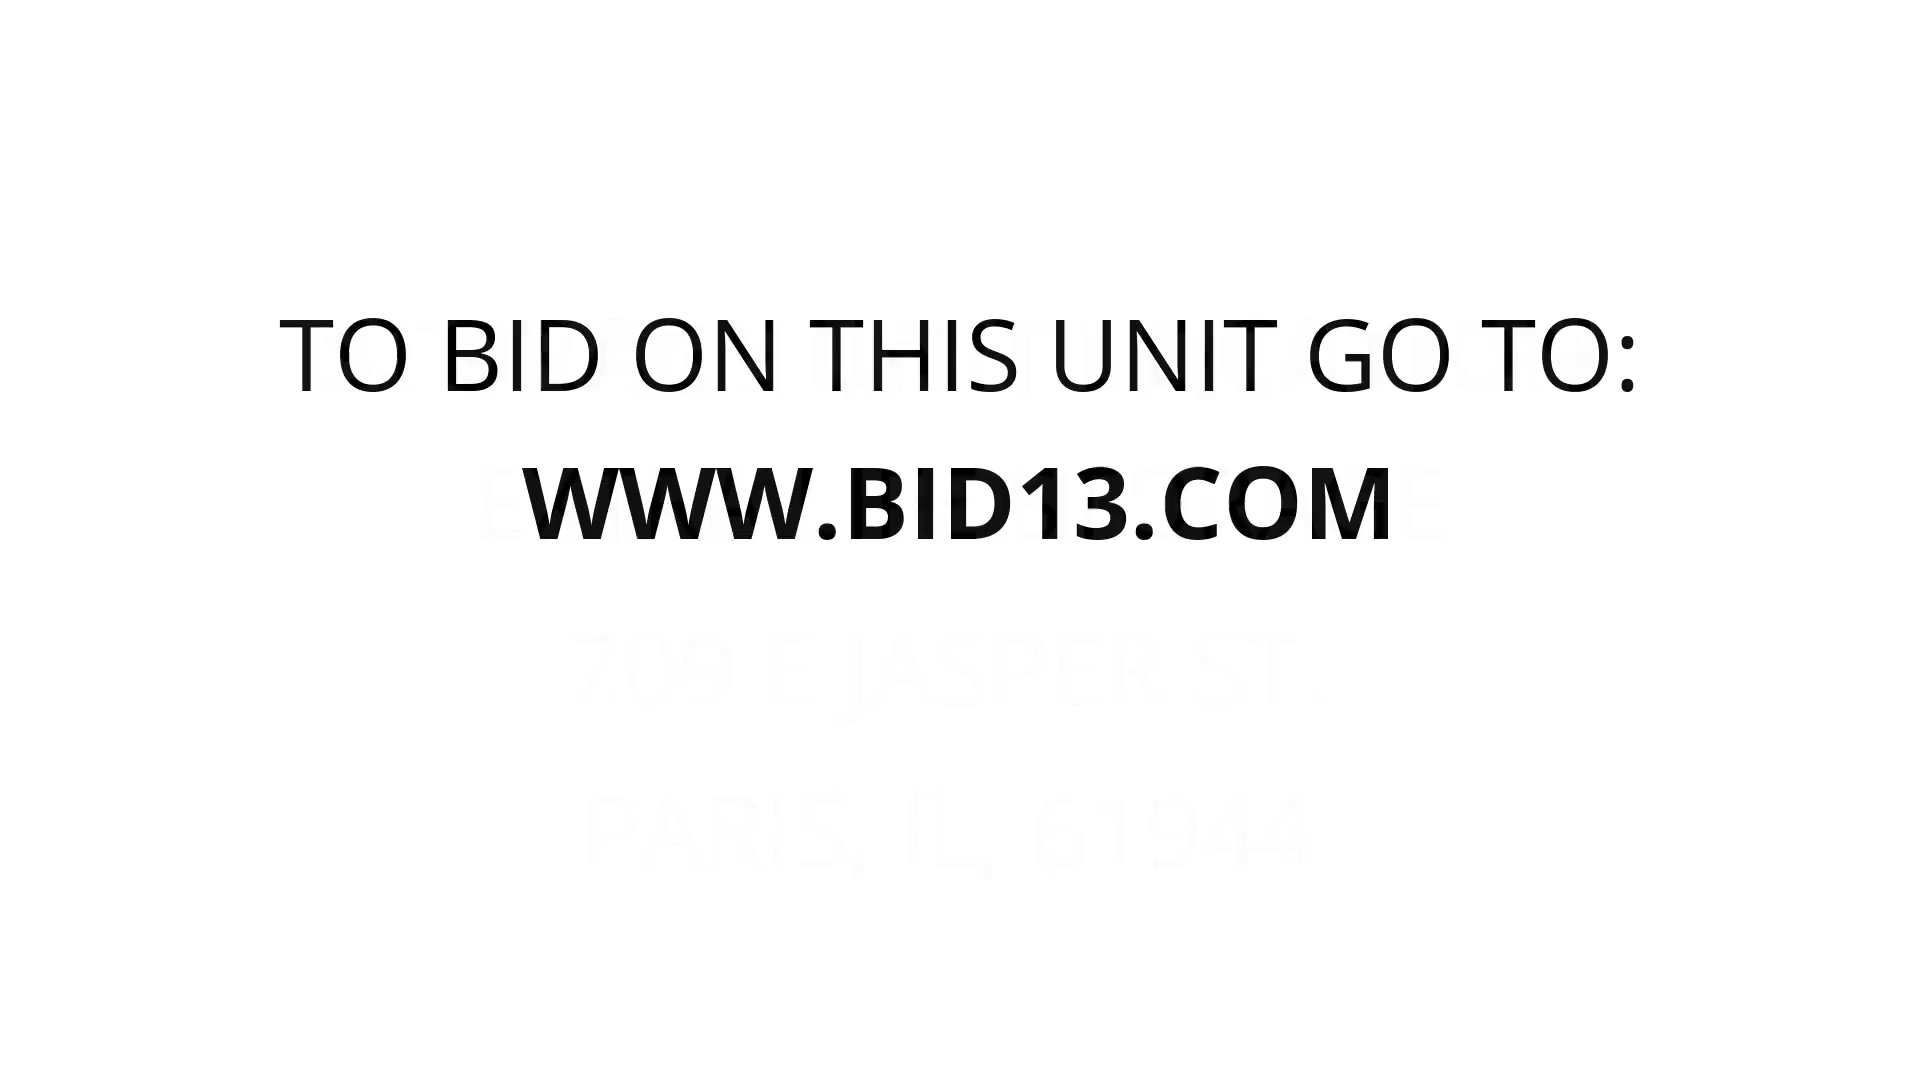 TO BID ON THIS UNIT GO TO:
WWW.BID13.COM
709 E JASPER ST.
PARIS, IL, 61944